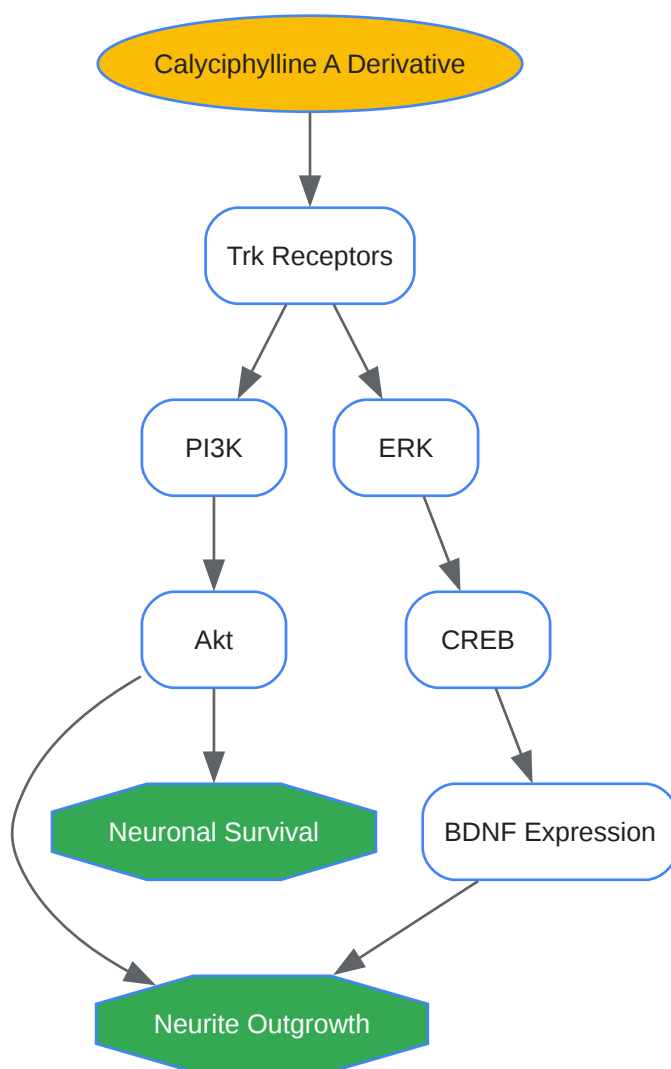 Calyciphylline A Derivative
Trk Receptors
PI3K
ERK
Akt
CREB
Neuronal Survival
BDNF Expression
Neurite Outgrowth